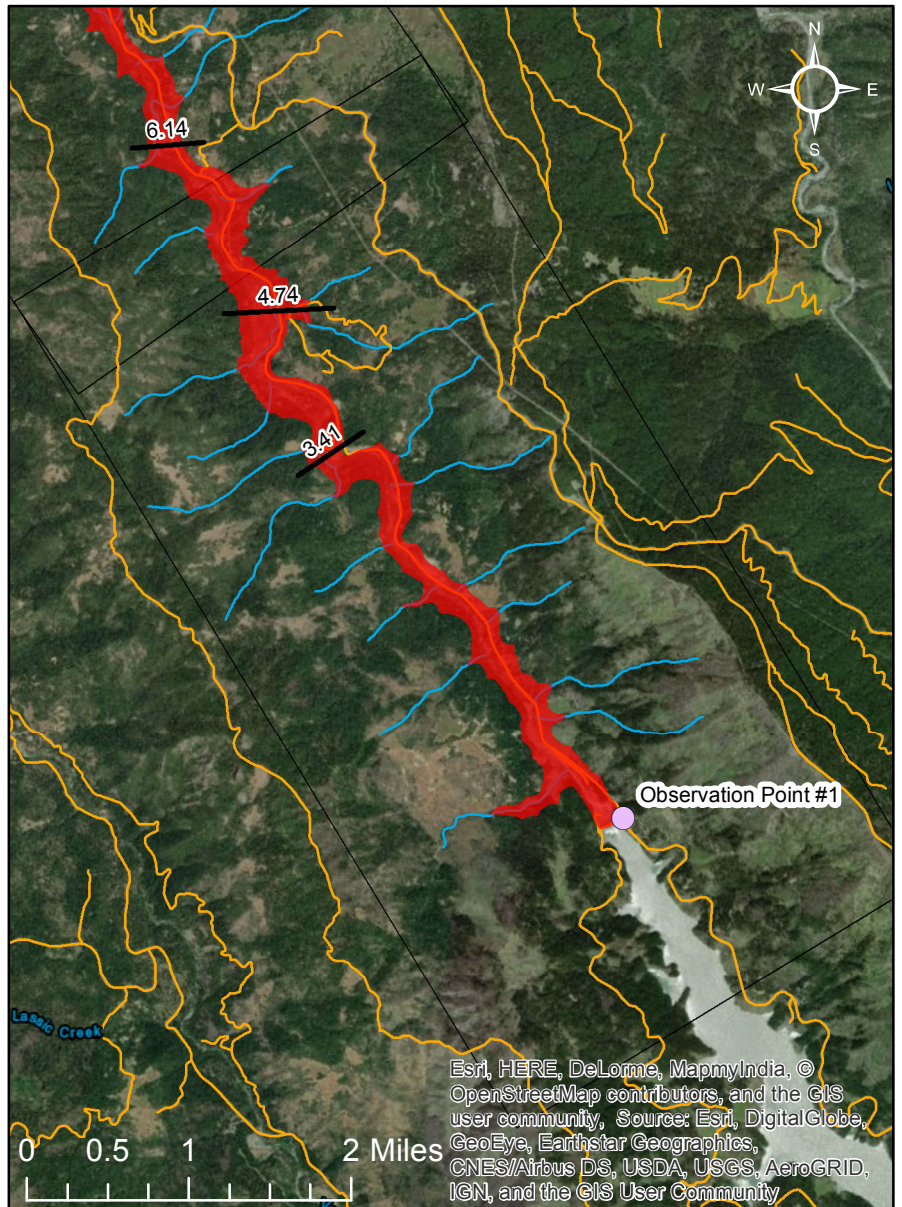 N
W E
S
6.14
4.74
3.41
Observation Point #1
Lassic Creek
0 0.5 1 2 Miles
Esri, HERE, DeLorme, MapmyIndia, ©
OpenStreetMap contributors, and the GIS
user community, Source: Esri, DigitalGlobe,
GeoEye, Earthstar Geographics,
CNES/Airbus DS, USDA, USGS, AeroGRID,
IGN, and the GIS User Community